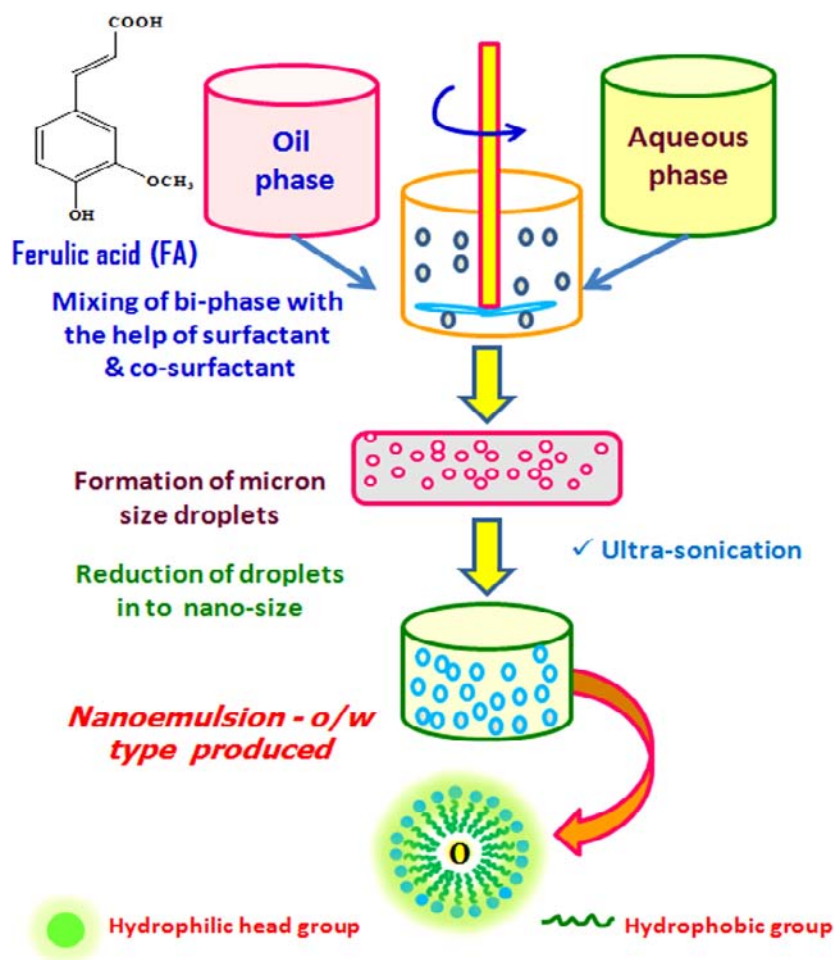 COOH
OCH3
OH
Ferulic acid (FA)
Oil
phase
Aqueous
phase
Mixing of bi-phase with
the help of surfactant
& co-surfactant
Formation of micron
size droplets
✓ Ultra-sonication
Reduction of droplets
in to nano-size
Nanoemulsion - o/w
type produced
O
Hydrophilic head group
Hydrophobic group